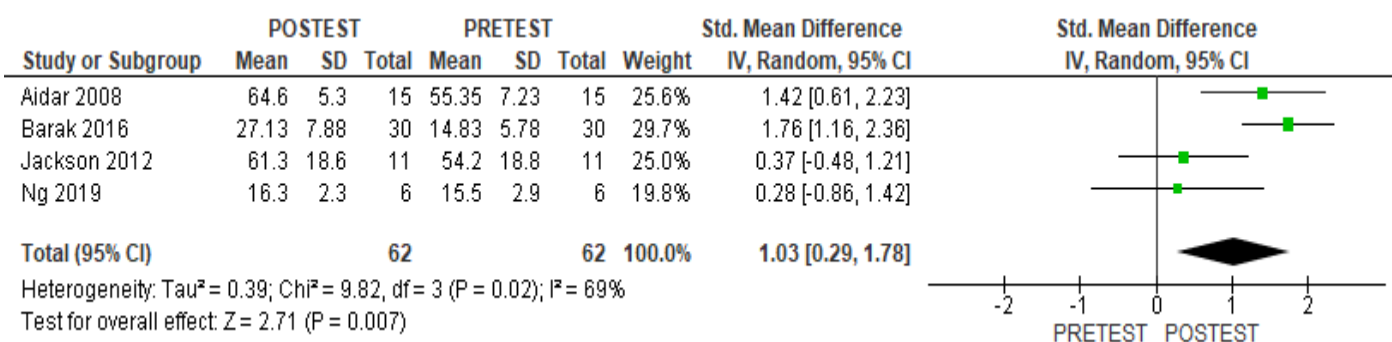 POSTEST PRETEST Std. Mean Difference Std. Mean Difference
Study or Subgroup Mean SD Total Mean SD Total Weight IV, Random, 95% CI IV, Random, 95% CI
Aidar 2008 64.6 5.3 15 55.35 7.23 15 25.6% 1.42 [0.61, 2.23]
Barak 2016 27.13 7.88 30 14.83 5.78 30 29.7% 1.76 [1.16, 2.36]
Jackson 2012 61.3 18.6 11 54.2 18.8 11 25.0% 0.37 [-0.48, 1.21]
Ng 2019 16.3 2.3 6 15.5 2.9 6 19.8% 0.28 [-0.86, 1.42]
Total (95% CI) 62 62 100.0% 1.03 [0.29, 1.78]
Heterogeneity: Tau² = 0.39; Chi² = 9.82, df = 3 (P = 0.02); I² = 69%
Test for overall effect: Z = 2.71 (P = 0.007)
-2 -1 0 1 2
PRETEST POSTEST